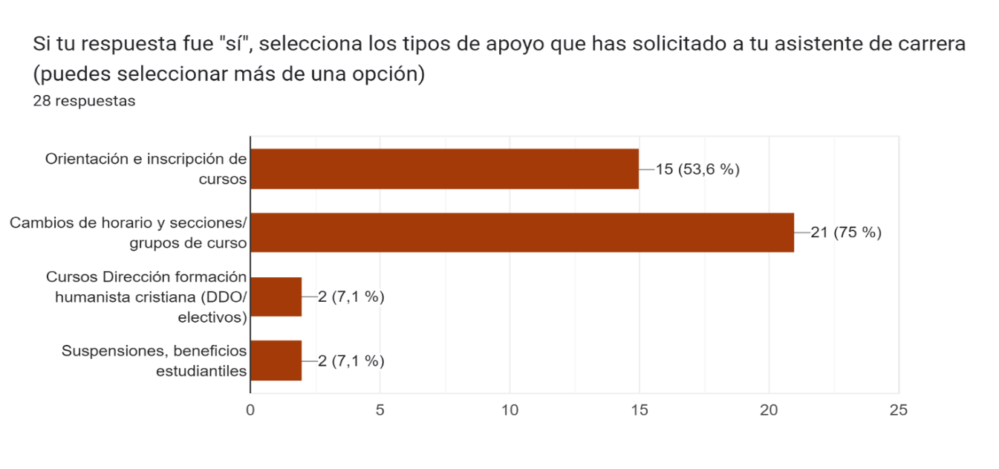 Si tu respuesta fue "sí", selecciona los tipos de apoyo que has solicitado a tu asistente de carrera
(puedes seleccionar más de una opción)
28 respuestas
Orientación e inscripción de
cursos
15 (53,6 %)
Cambios de horario y secciones/
grupos de curso
21 (75 %)
Cursos Dirección formación
humanista cristiana (DDO/
electivos)
2 (7,1 %)
Suspensiones, beneficios
estudiantiles
2 (7,1 %)
0 5 10 15 20 25